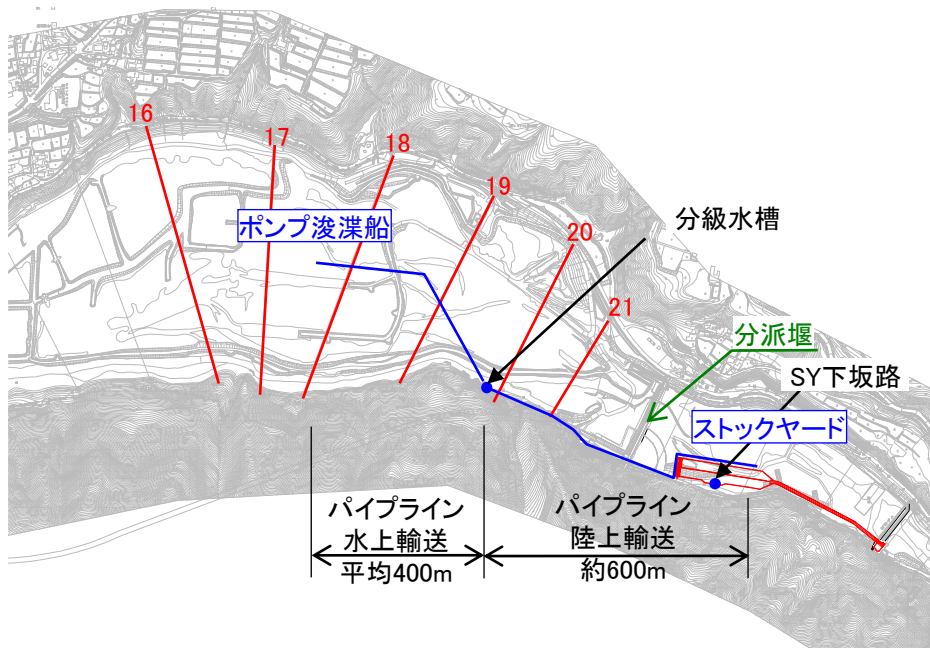 16
17
18
19
20
21
ポンプ浚渫船
分級水槽
分派堰
SY下坂路
ストックヤード
パイプライン
水上輸送
平均400m
パイプライン
陸上輸送
約600m